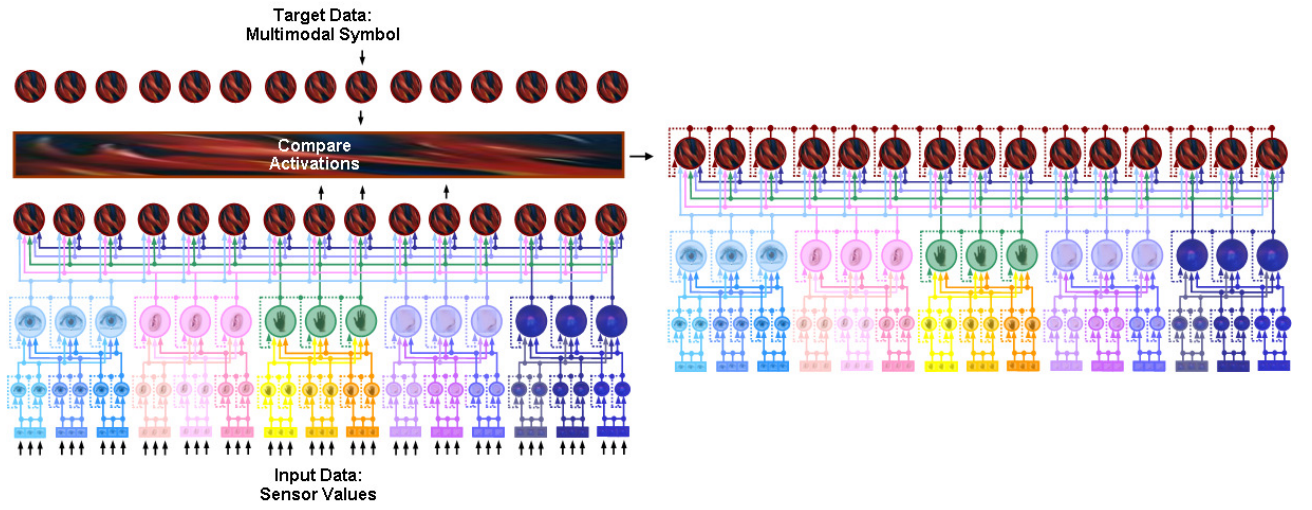 Target Data:
Multimodal Symbol
Compare
Activations
Input Data:
Sensor Values